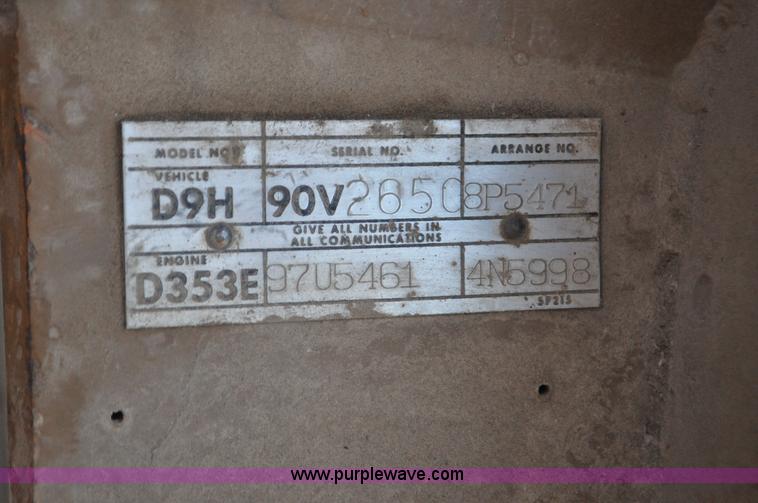 MODEL NO. SERIAL NO. ARRANGE NO.
VEHICLE
D9H 90V2650 8P5471
GIVE ALL NUMBERS IN
ALL COMMUNICATIONS
ENGINE
D353E 97U5461 4N5998
5P215
www.purplewave.com